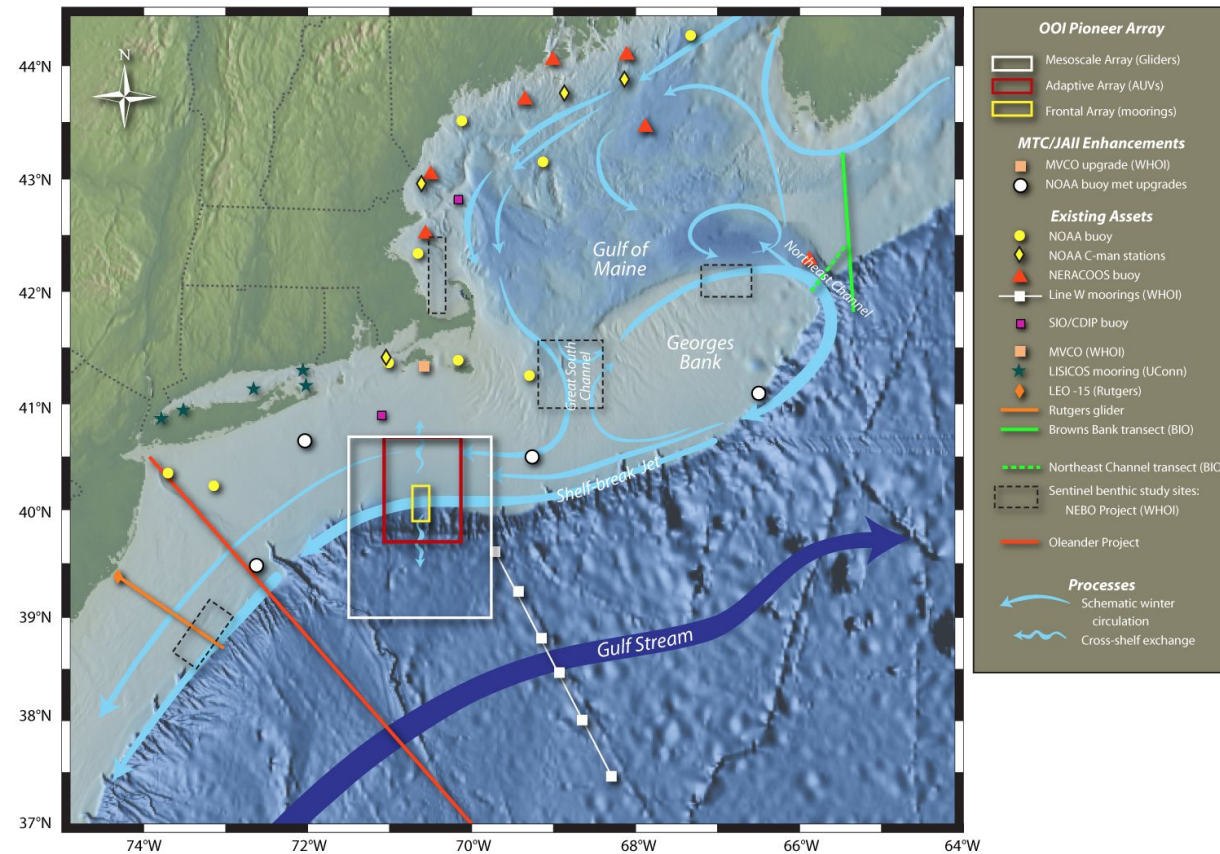 44°N
43°N
42°N
41°N
40°N
39°N
38°N
37°N
74°W
72°W
70°W
68°W
66°W
64°W
N
Gulf of
Maine
Northeast Channel
Georges
Bank
Great South
Channel
Shelf-break Jet
Gulf Stream
OOI Pioneer Array
Mesoscale Array (Gliders)
Adaptive Array (AUVs)
Frontal Array (moorings)
MTC/JAII Enhancements
MVCO upgrade (WHOI)
NOAA buoy met upgrades
Existing Assets
NOAA buoy
NOAA C-man stations
NERACOOS buoy
Line W moorings (WHOI)
SIO/CDIP buoy
MVCO (WHOI)
LISICOS mooring (UConn)
LEO -15 (Rutgers)
Rutgers glider
Browns Bank transect (BIO)
Northeast Channel transect (BIO
Sentinel benthic study sites:
NEBO Project (WHOI)
Oleander Project
Processes
Schematic winter
circulation
Cross-shelf exchange